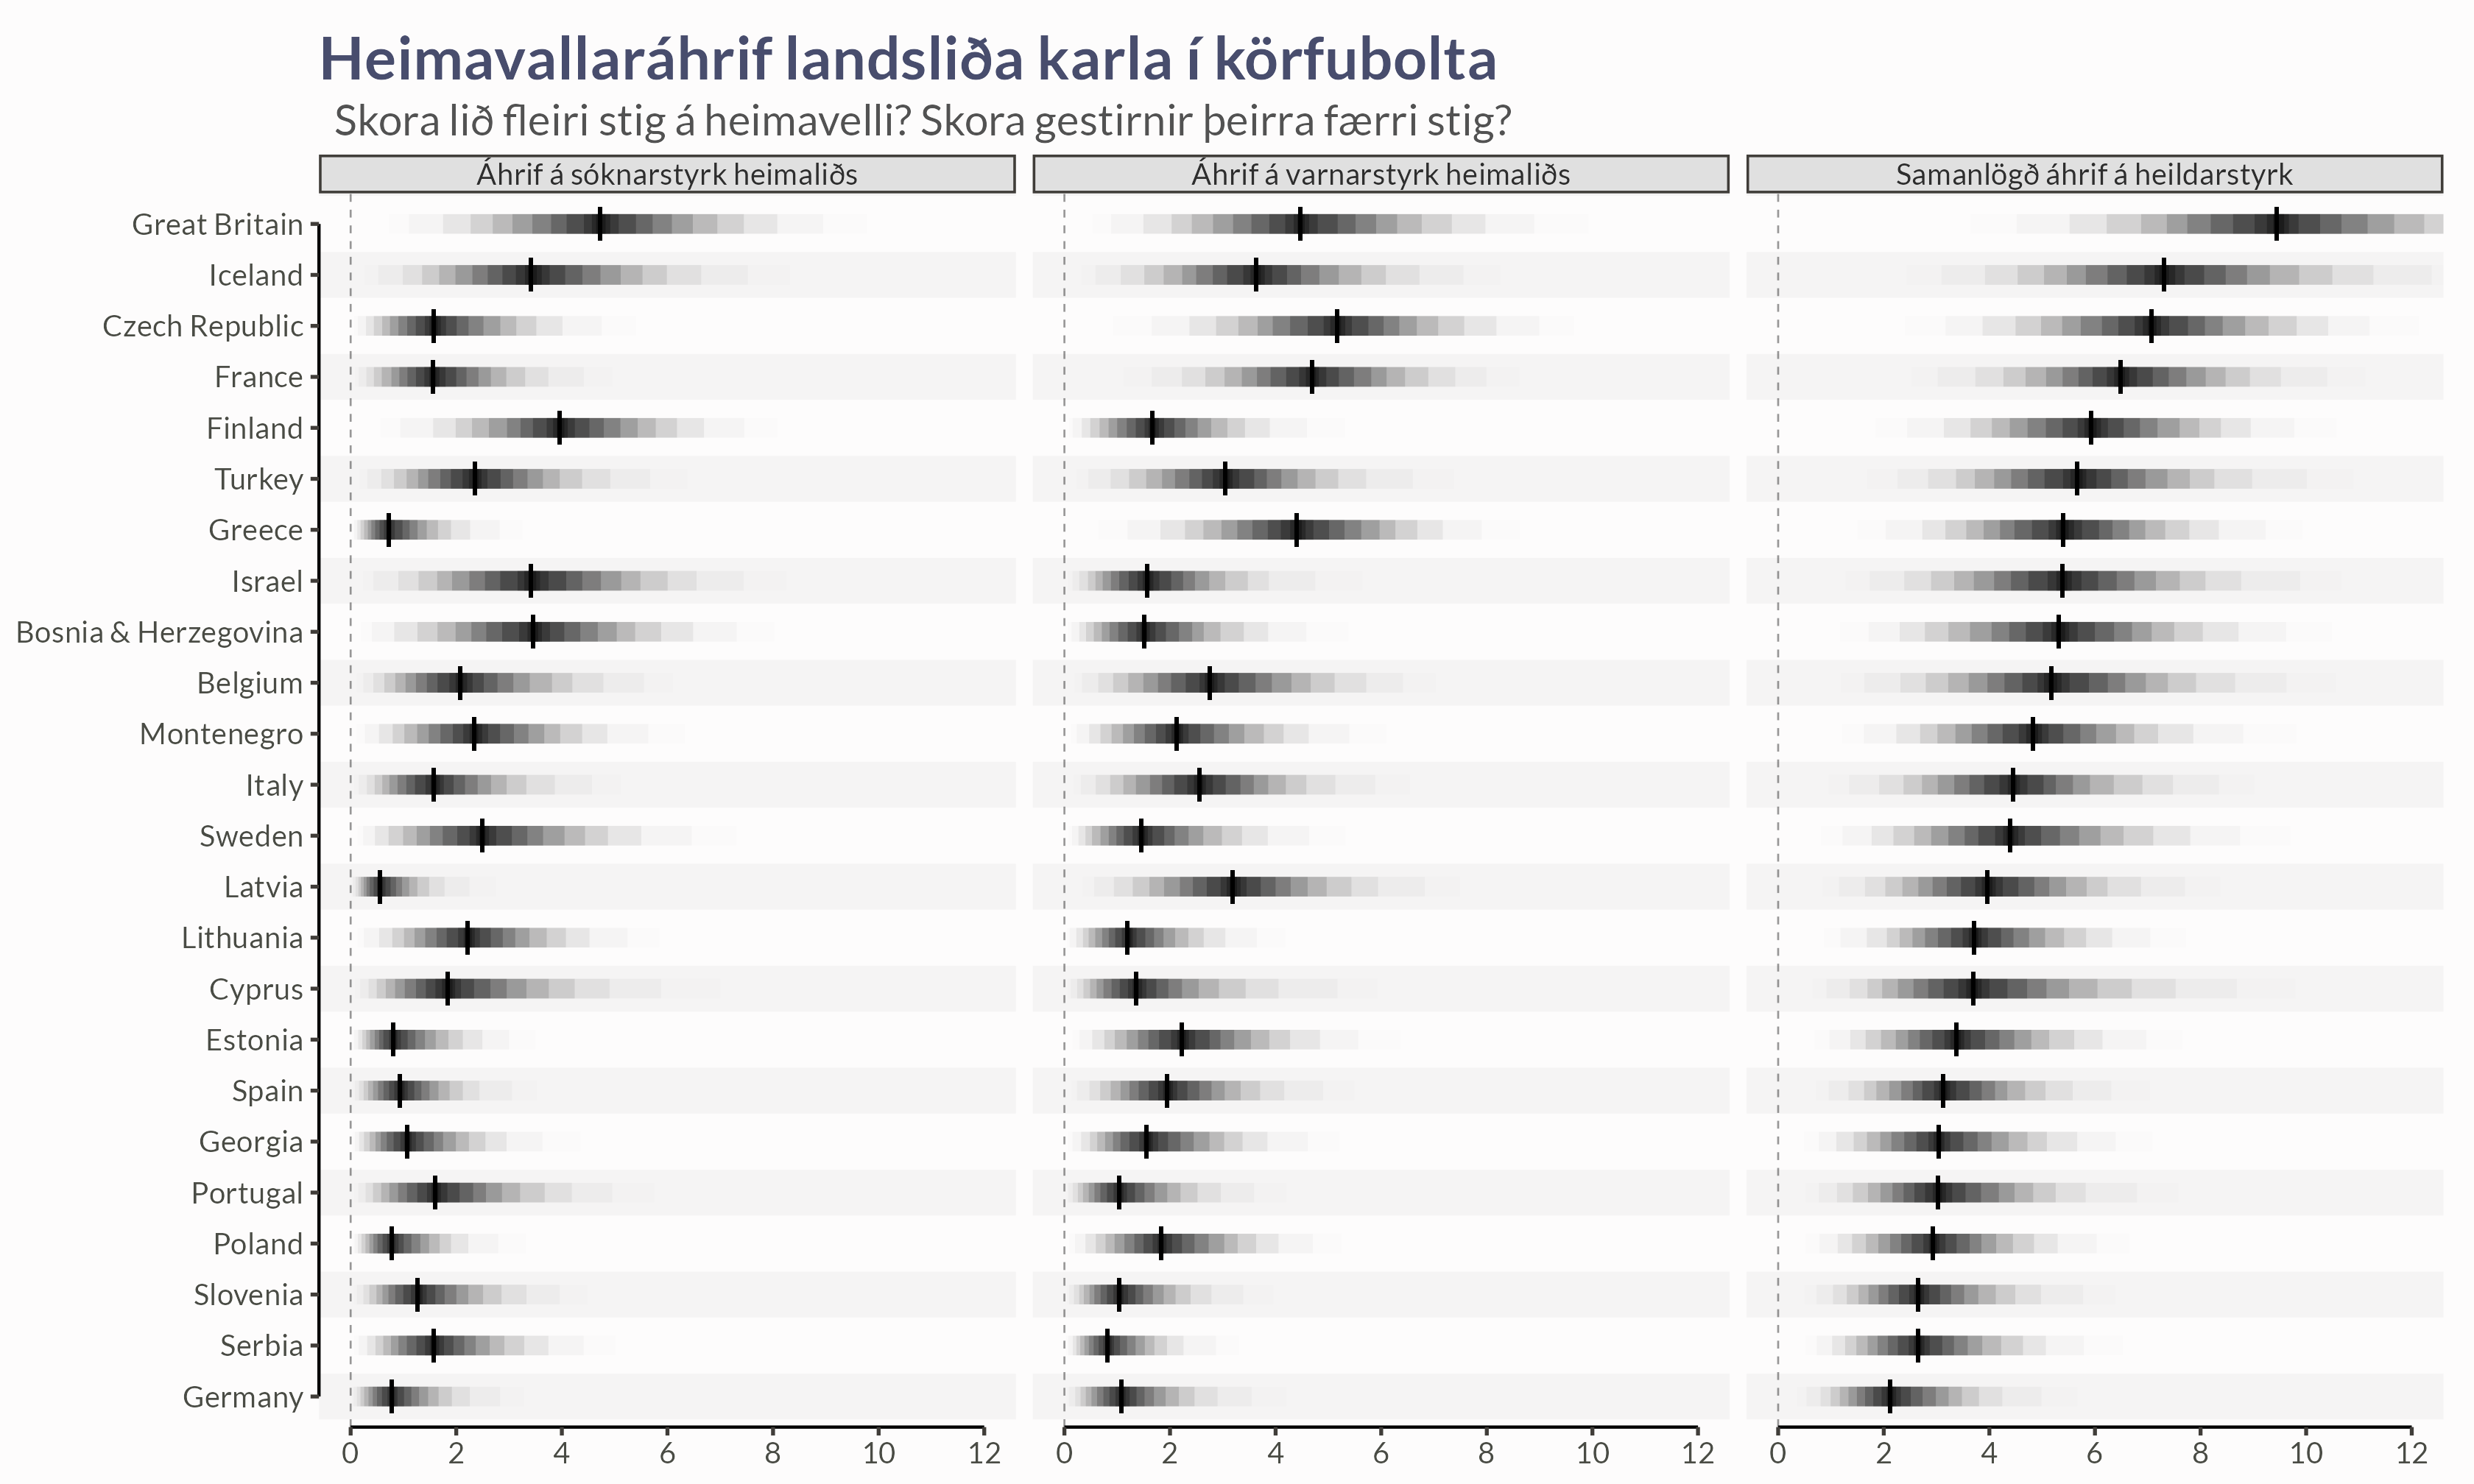 Heimavallaráhrif landsliða karla í körfubolta
Skora lið fleiri stig á heimavelli? Skora gestirnir þeirra færri stig?
Áhrif á sóknarstyrk heimaliðs
Áhrif á varnarstyrk heimaliðs
Samanlögð áhrif á heildarstyrk
Great Britain
Iceland
Czech Republic
France
Finland
Turkey
Greece
Israel
Bosnia & Herzegovina
Belgium
Montenegro
Italy
Sweden
Latvia
Lithuania
Cyprus
Estonia
Spain
Georgia
Portugal
Poland
Slovenia
Serbia
Germany
0 2 4 6 8 10 12
0 2 4 6 8 10 12
0 2 4 6 8 10 12